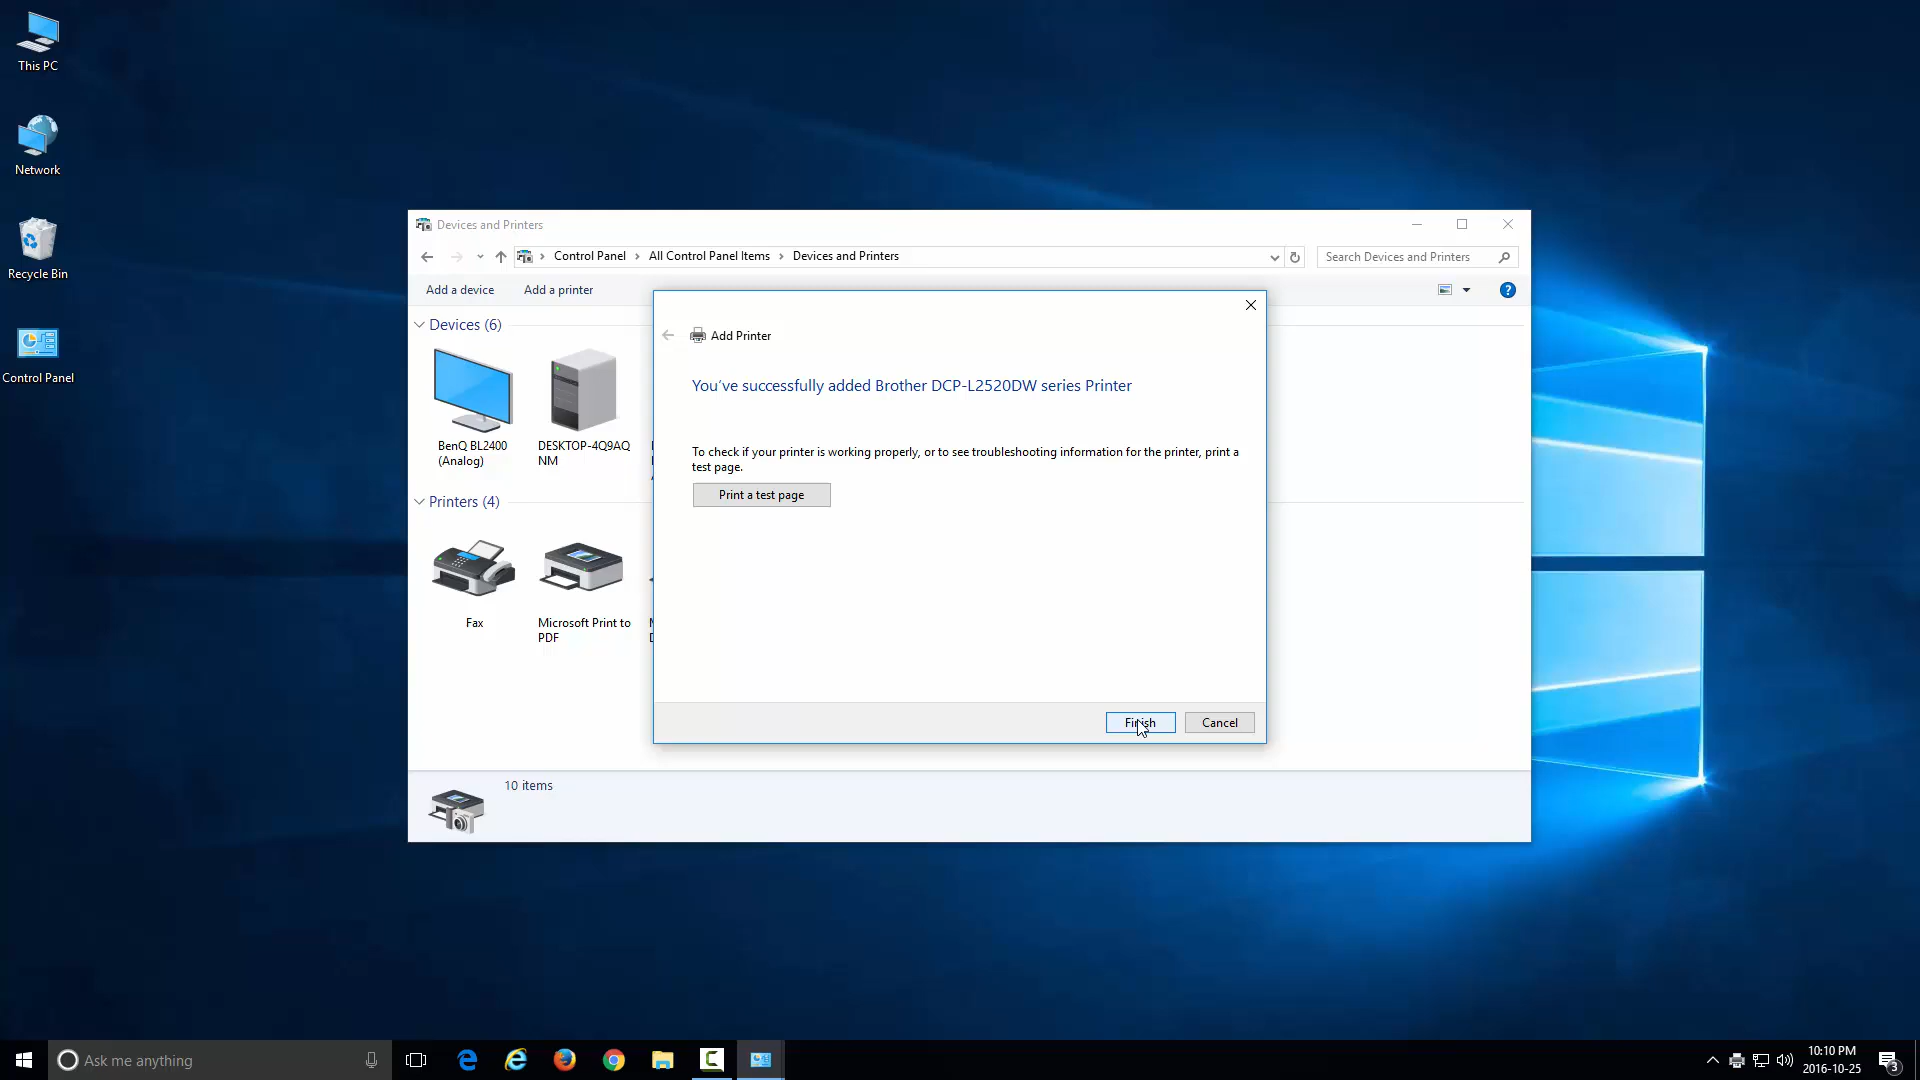 This PC
Network
Recycle Bin
Control Panel
Devices and Printers
Control Panel
All Control Panel Items
Devices and Printers
Search Devices and Printers
Add a device
Add a printer
?
Devices (6)
BenQ BL2400
(Analog)
DESKTOP-4Q9AQ
NM
Printers (4)
Fax
Microsoft Print to
PDF
Add Printer
You've successfully added Brother DCP-L2520DW series Printer
To check if your printer is working properly, or to see troubleshooting information for the printer, print a
test page.
Print a test page
Finish
Cancel
10 items
Ask me anything
10:10 PM
2016-10-25
3